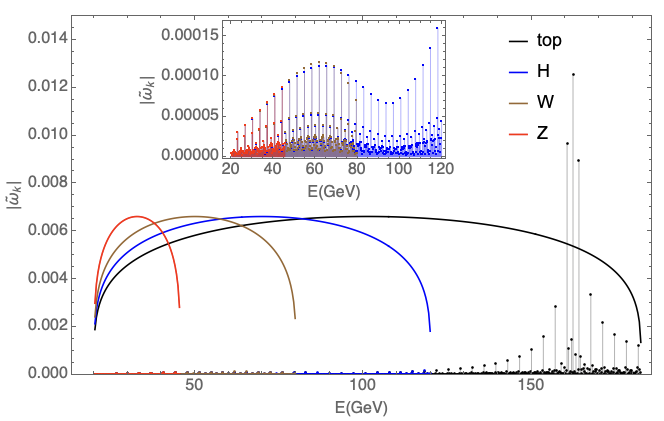 0.014
0.012
0.010
0.008
0.006
0.004
0.002
0.000
|ω̃ₖ|
50
100
150
E(GeV)
0.00015
0.00010
0.00005
0.00000
|ω̃ₖ|
20 40 60 80 100 120
E(GeV)
top
H
W
Z